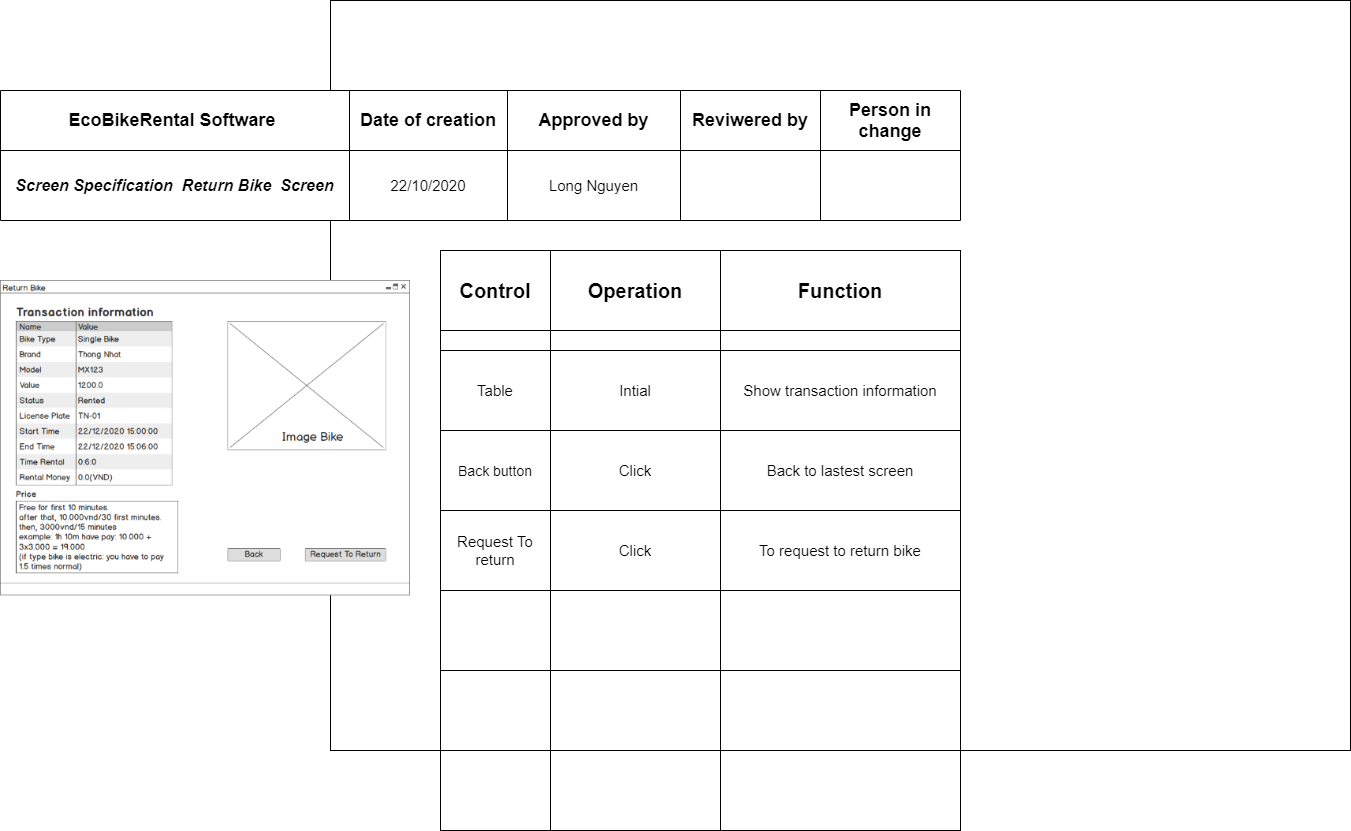 EcoBikeRental Software
Date of creation
Approved by
Reviwered by
Person in
change
Screen Specification  Return Bike  Screen
22/10/2020
Long Nguyen
Return Bike
Transaction information
Name Value
Bike Type Single Bike
Brand Thong Nhat
Model MX123
Value 1200.0
Status Rented
License Plate TN-01
Start Time 22/12/2020 15:00:00
End Time 22/12/2020 15:06:00
Time Rental 0:6:0
Rental Money 0.0(VND)
Image Bike
Price
Free for first 10 minutes.
after that, 10.000vnd/30 first minutes.
then, 3000vnd/15 minutes
example: 1h 10m have pay: 10.000 +
3x3.000 = 19.000
(if type bike is electric: you have to pay
1.5 times normal)
Back
Request To Return
Control Operation Function
Table Intial Show transaction information
Back button Click Back to lastest screen
Request To
return
Click
To request to return bike